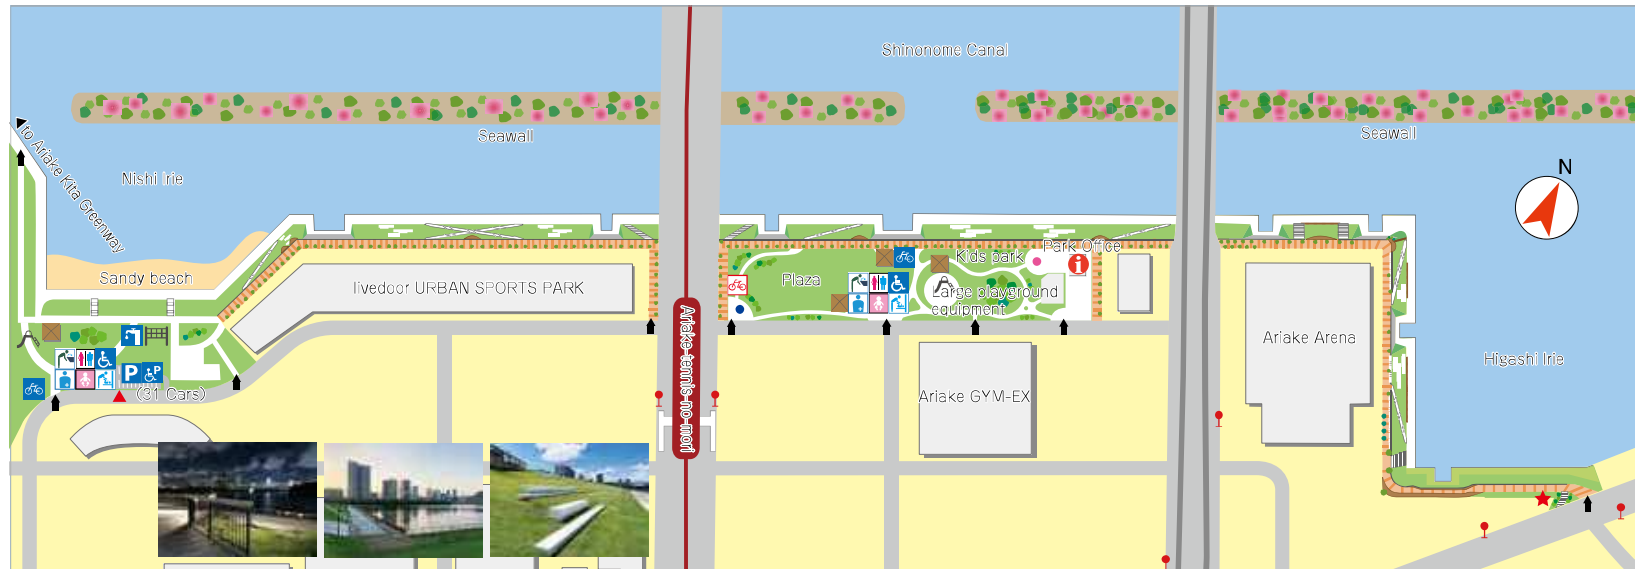 Shinonome Canal
Seawall
Seawall
to Ariake Kita Greenway
Nishi Irie
N
Sandy beach
livedoor URBAN SPORTS PARK
Plaza
Kids park
Park Office
Large playground
equipment
Ariake-tennis-no-mori
Ariake Arena
Higashi Irie
P
P
(31 Cars)
Ariake GYM-EX